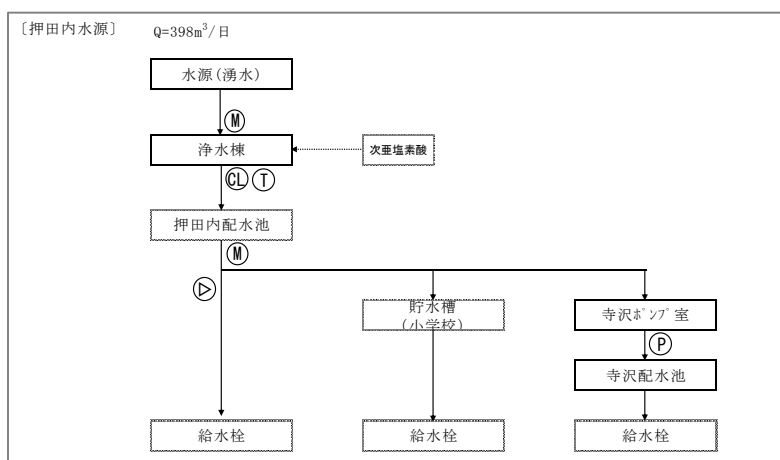 〔押田内水源〕 Q=398m³/日
水源(湧水)
M
浄水棟
次亜塩素酸
CL T
押田内配水池
M
貯水槽
(小学校)
寺沢ﾎﾟﾝﾌﾟ室
P
寺沢配水池
給水栓 給水栓 給水栓